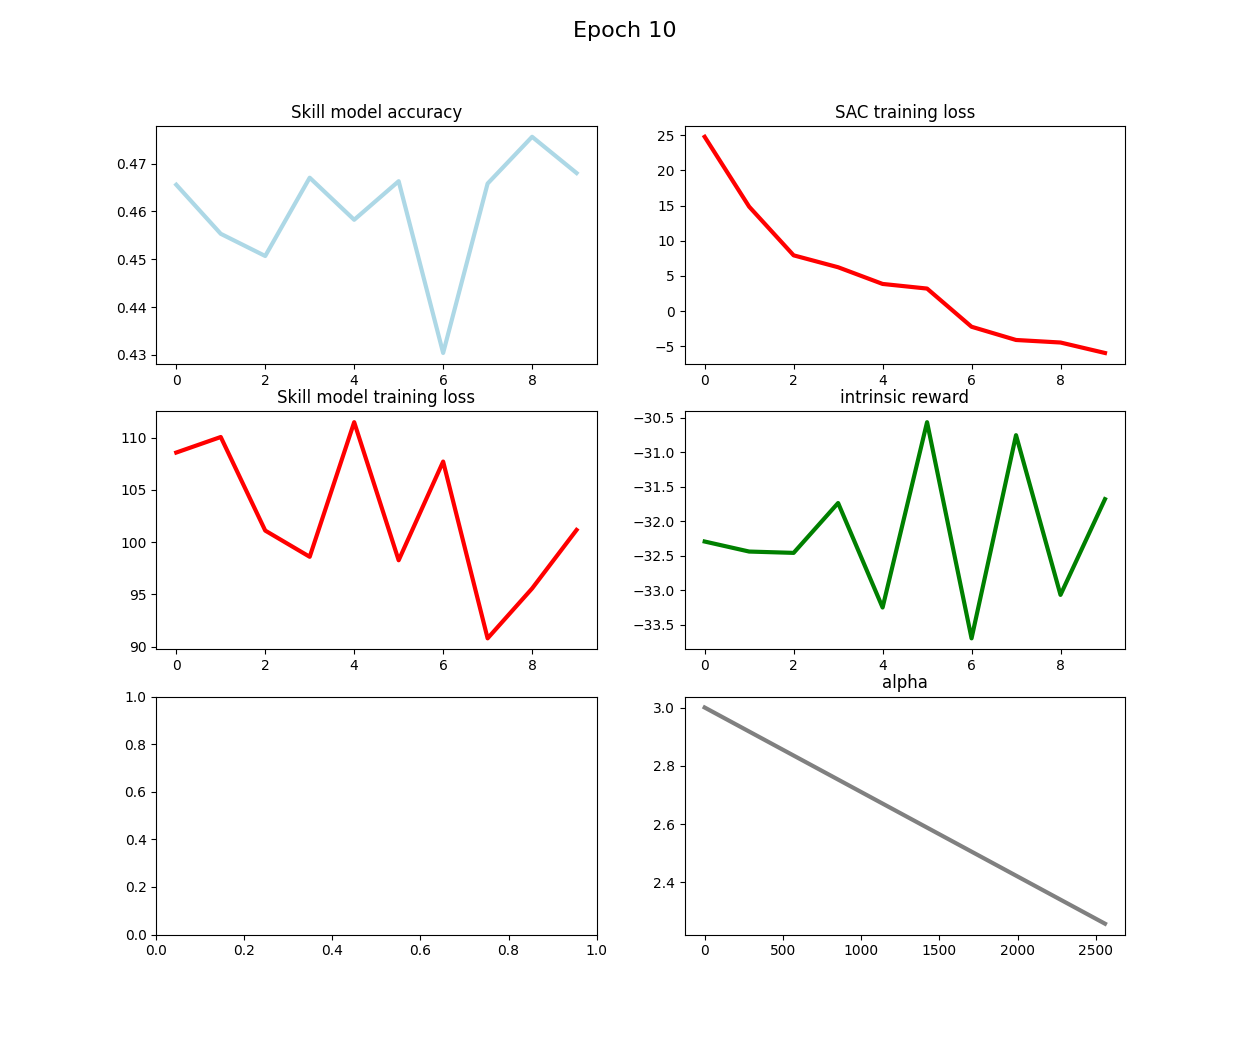 Epoch 10
Skill model accuracy
0.47
0.46
0.45
0.44
0.43
0 2 4 6 8
SAC training loss
25
20
15
10
5
0
−5
0 2 4 6 8
Skill model training loss
110
105
100
95
90
0 2 4 6 8
intrinsic reward
−30.5
−31.0
−31.5
−32.0
−32.5
−33.0
−33.5
0 2 4 6 8
1.0
0.8
0.6
0.4
0.2
0.0
0.0 0.2 0.4 0.6 0.8 1.0
alpha
3.0
2.8
2.6
2.4
0 500 1000 1500 2000 2500